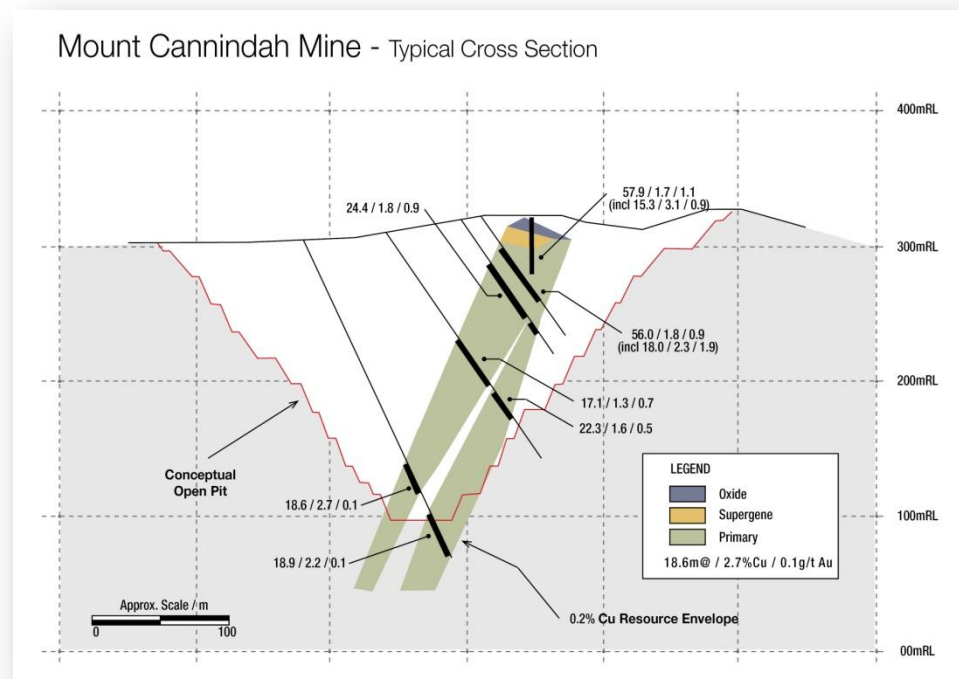 Mount Cannindah Mine - Typical Cross Section
400mRL
57.9 / 1.7 / 1.1
(incl 15.3 / 3.1 / 0.9)
24.4 / 1.8 / 0.9
300mRL
56.0 / 1.8 / 0.9
(incl 18.0 / 2.3 / 1.9)
200mRL
17.1 / 1.3 / 0.7
22.3 / 1.6 / 0.5
Conceptual
Open Pit
LEGEND
Oxide
Supergene
Primary
18.6m@ / 2.7%Cu / 0.1g/t Au
18.6 / 2.7 / 0.1
100mRL
18.9 / 2.2 / 0.1
Approx. Scale / m
0 100
0.2% Cu Resource Envelope
00mRL